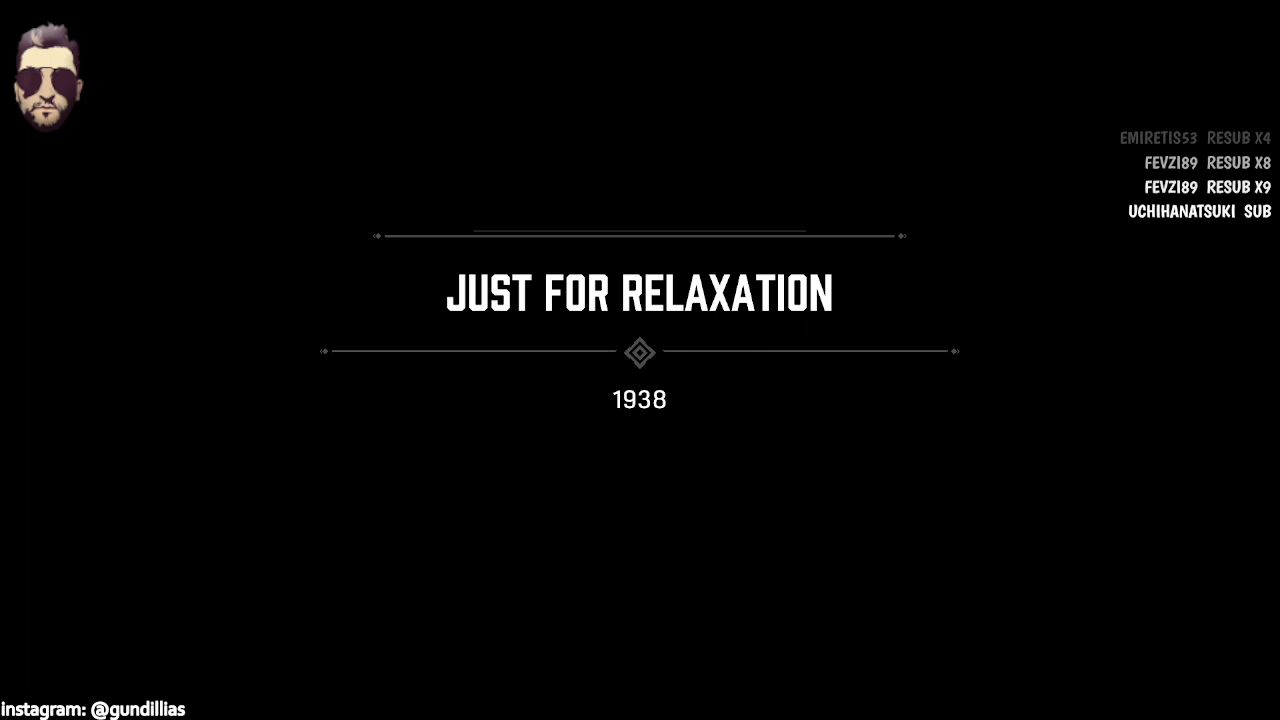 EMIRETIS53 RESUB X4
FEVZI89 RESUB X8
FEVZI89 RESUB X9
UCHIHANATSUKI SUB
JUST FOR RELAXATION
1938
instagram: @gundillias